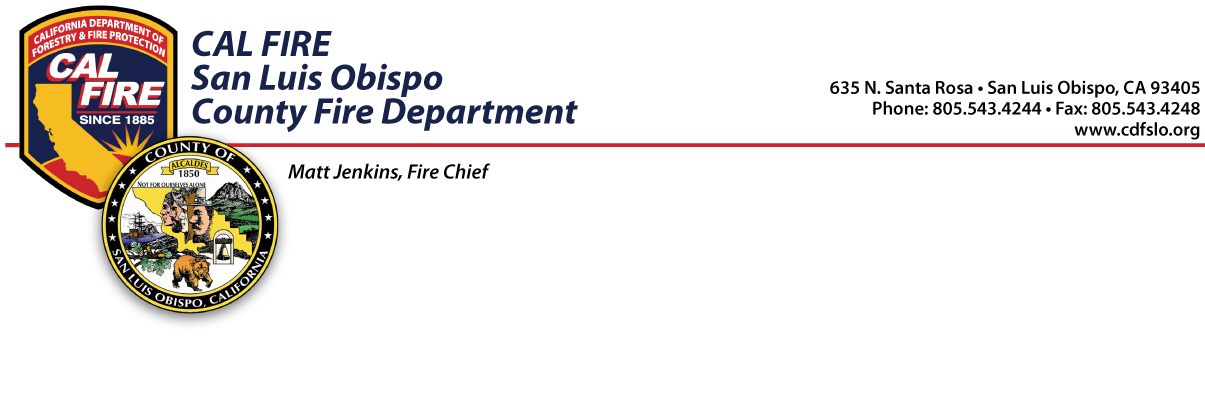 CALIFORNIA DEPARTMENT OF
FORESTRY & FIRE PROTECTION
CAL
FIRE
SINCE 1885
CAL FIRE
San Luis Obispo
County Fire Department
635 N. Santa Rosa • San Luis Obispo, CA 93405
Phone: 805.543.4244 • Fax: 805.543.4248
www.cdfslo.org
Matt Jenkins, Fire Chief
COUNTY OF
ALCALDES
1850
NOT FOR OURSELVES ALONE
SAN LUIS OBISPO, CALIFORNIA